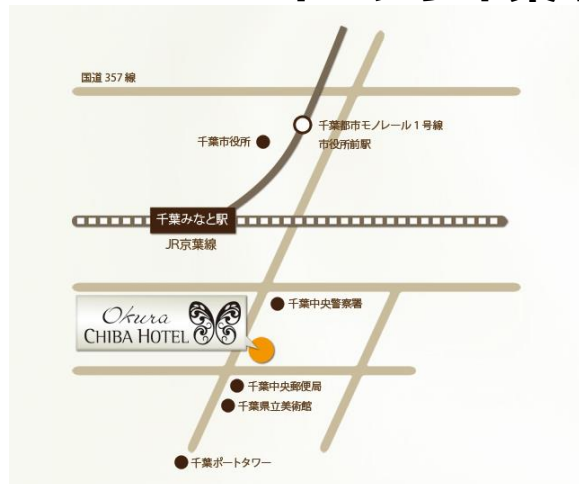 国道 357 線
千葉都市モノレール 1 号線
市役所前駅
千葉市役所
千葉みなと駅
JR京葉線
千葉中央警察署
Okura
CHIBA HOTEL
千葉中央郵便局
千葉県立美術館
千葉ポートタワー